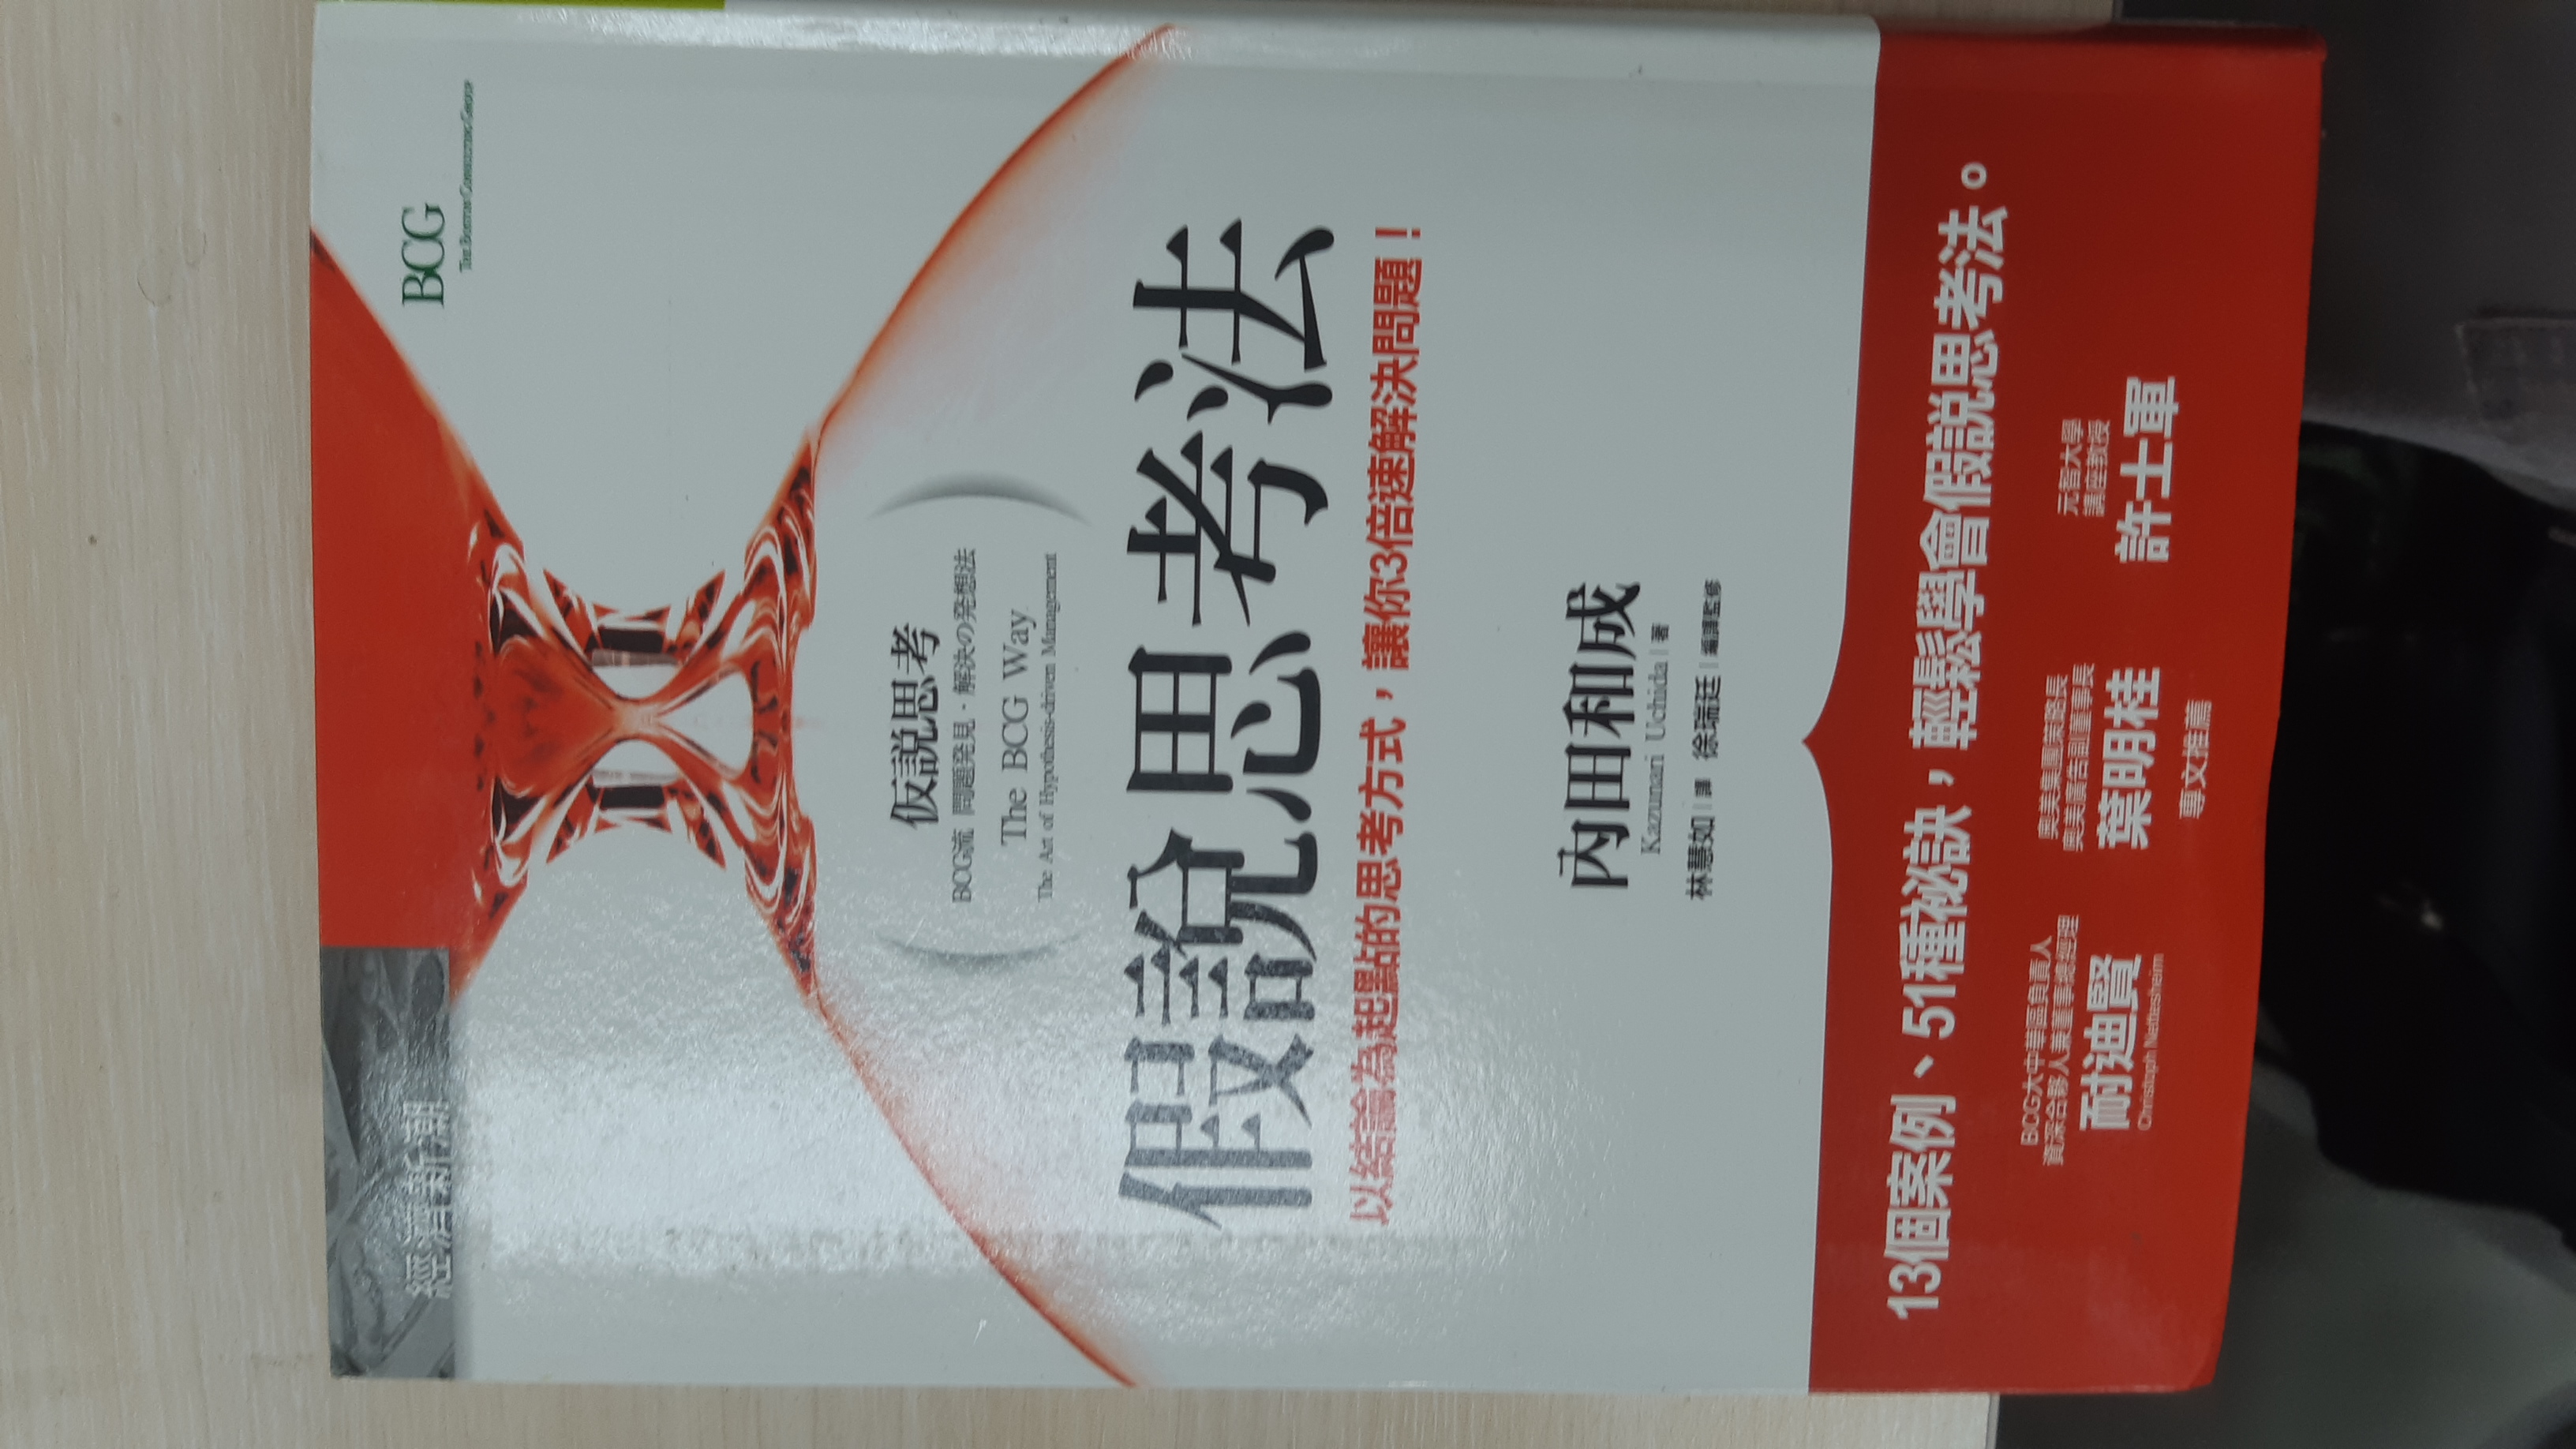 經濟新潮
BCG
THE BOSTON CONSULTING GROUP
仮説思考
BCG流 問題発見・解決の発想法
The BCG Way
The Art of Hypothesis-driven Management
假說思考法
以結論為起點的思考方式，讓你3倍速解決問題！
內田和成
Kazunari Uchida | 著
林慧如 | 譯 徐瑞廷 | 編譯監修
13個案例、51種祕訣，輕鬆學會假說思考法。
BCG大中華區負責人
資深合夥人兼董事總經理
耐迪賢
Christoph Nettesheim
奧美集團策略長
奧美廣告副董事長
葉明桂
元智大學
講座教授
許士軍
專文推薦